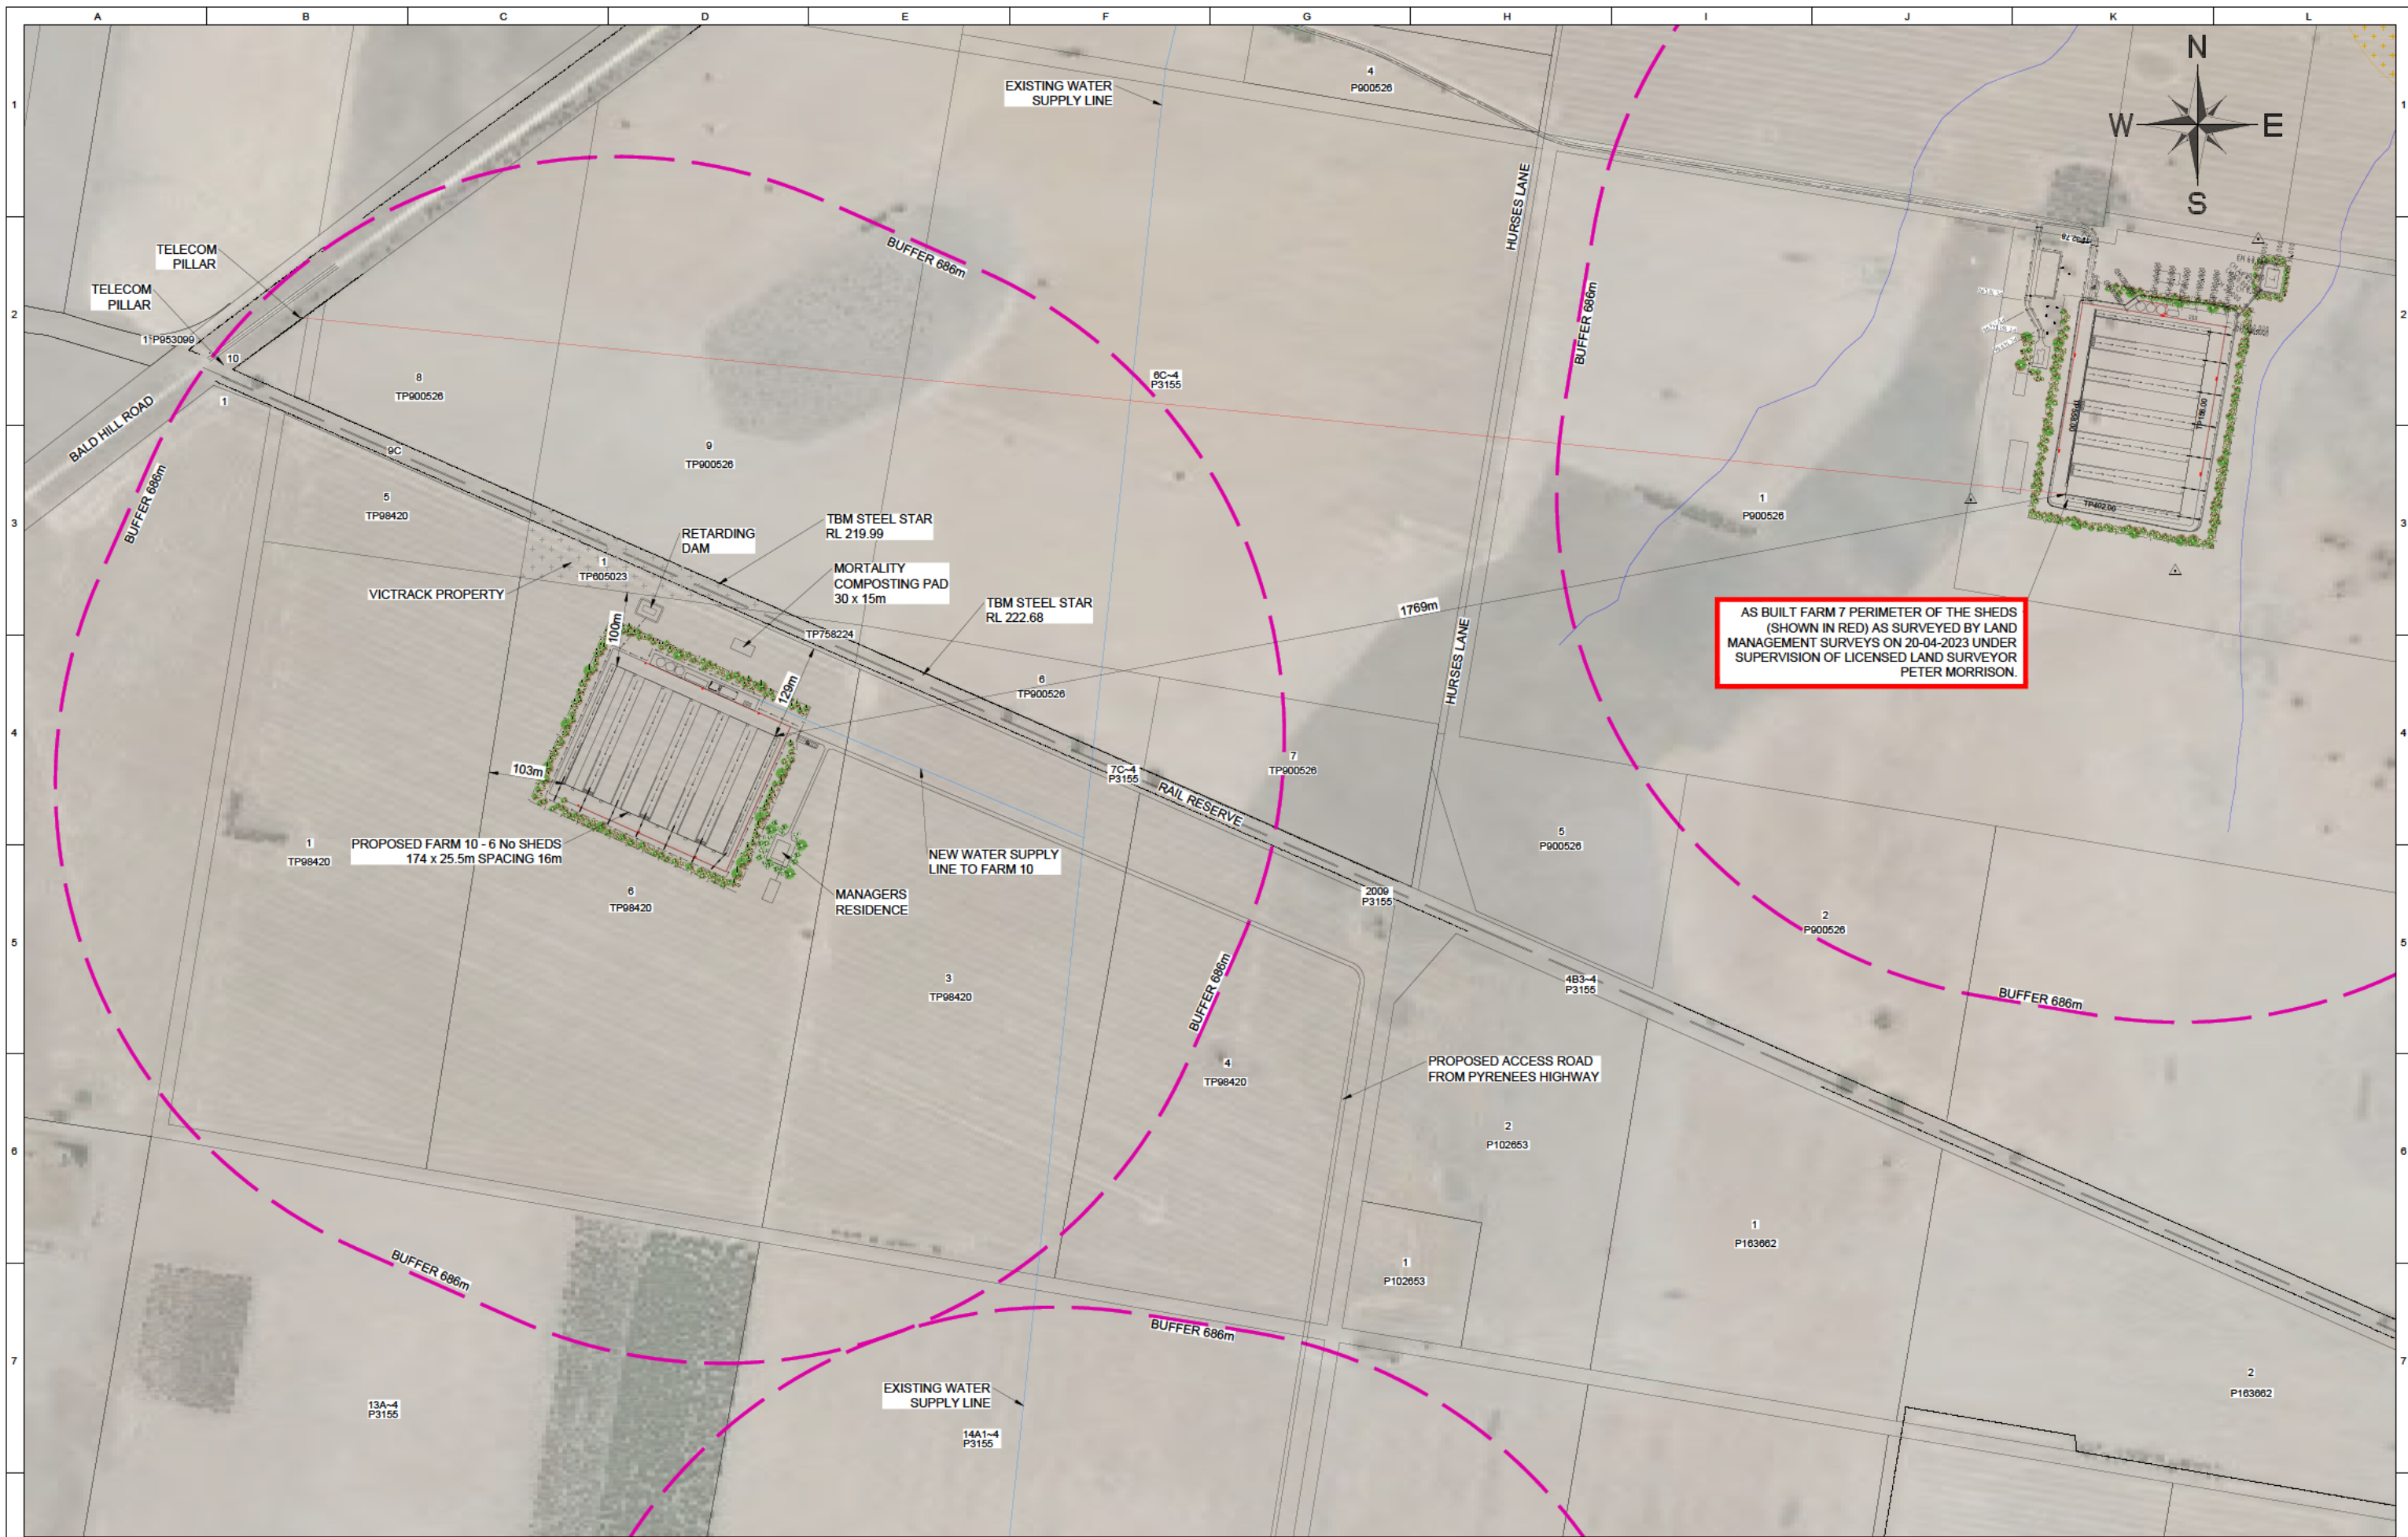 A
B
C
D
E
F
G
H
I
J
K
L
1
1
2
2
3
3
4
4
5
5
6
6
7
7
N
W
E
S
EXISTING WATER
SUPPLY LINE
4
P900526
HURSES LANE
TELECOM
PILLAR
TELECOM
PILLAR
BUFFER 686m
BUFFER 686m
1
P953099
10
1
8
TP900526
6C~4
P3155
BALD HILL ROAD
9C
9
TP900526
BUFFER 686m
5
TP98420
1
P900526
TP402.00
RETARDING
DAM
TBM STEEL STAR
RL 219.99
1
TP605023
MORTALITY
COMPOSTING PAD
30 x 15m
VICTRACK PROPERTY
TBM STEEL STAR
RL 222.68
1769m
100m
TP758224
AS BUILT FARM 7 PERIMETER OF THE SHEDS
(SHOWN IN RED) AS SURVEYED BY LAND
MANAGEMENT SURVEYS ON 20-04-2023 UNDER
SUPERVISION OF LICENSED LAND SURVEYOR
PETER MORRISON.
HURSES LANE
129m
6
TP900526
103m
7
TP900526
7C~4
P3155
RAIL RESERVE
1
TP98420
PROPOSED FARM 10 - 6 No SHEDS
174 x 25.5m SPACING 16m
5
P900526
NEW WATER SUPPLY
LINE TO FARM 10
6
TP98420
MANAGERS
RESIDENCE
2009
P3155
2
P900526
3
TP98420
4B3~4
P3155
BUFFER 686m
BUFFER 686m
4
TP98420
PROPOSED ACCESS ROAD
FROM PYRENEES HIGHWAY
2
P102653
1
P163662
BUFFER 686m
1
P102653
BUFFER 686m
2
P163662
EXISTING WATER
SUPPLY LINE
13A~4
P3155
14A1~4
P3155